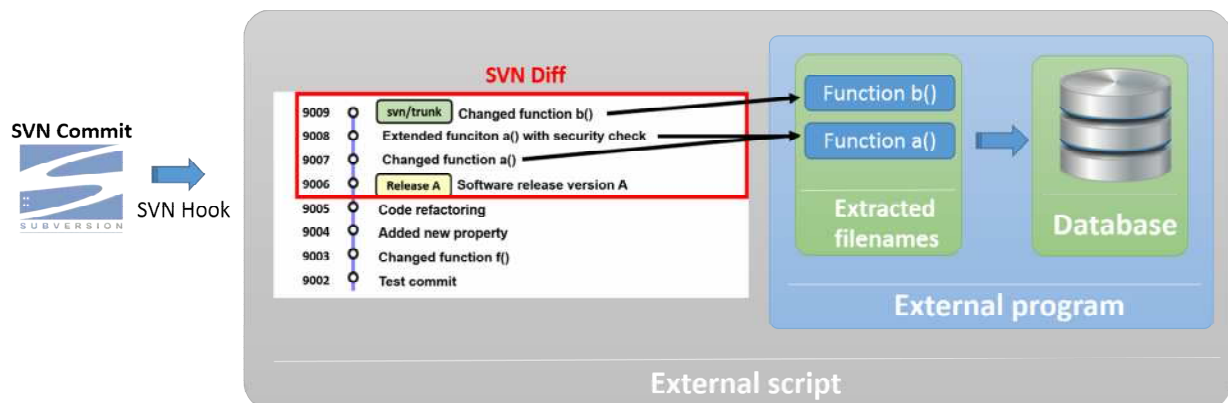 SVN Commit
SUBVERSION
SVN Hook
SVN Diff
9009 svn/trunk Changed function b()
9008 Extended funciton a() with security check
9007 Changed function a()
9006 Release A Software release version A
9005 Code refactoring
9004 Added new property
9003 Changed function f()
9002 Test commit
Function b()
Function a()
Extracted
filenames
Database
External program
External script